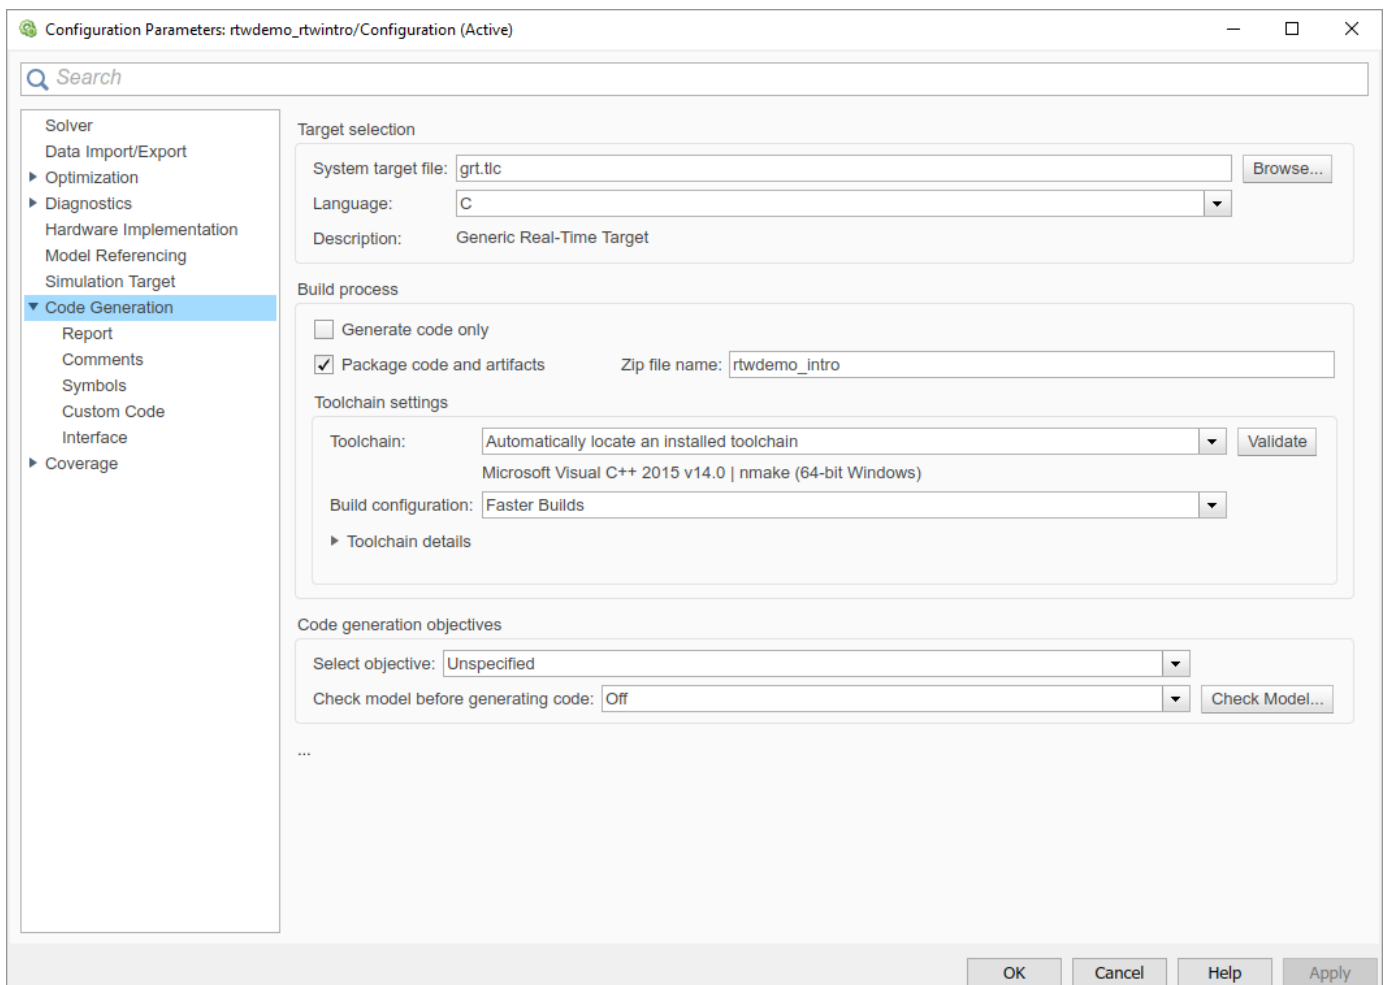 Configuration Parameters: rtwdemo_rtwintro/Configuration (Active)
Search
Solver
Data Import/Export
Optimization
Diagnostics
Hardware Implementation
Model Referencing
Simulation Target
Code Generation
Report
Comments
Symbols
Custom Code
Interface
Coverage
Target selection
System target file: grt.tlc Browse...
Language: C
Description: Generic Real-Time Target
Build process
Generate code only
Package code and artifacts Zip file name: rtwdemo_intro
Toolchain settings
Toolchain: Automatically locate an installed toolchain Validate
Microsoft Visual C++ 2015 v14.0 | nmake (64-bit Windows)
Build configuration: Faster Builds
Toolchain details
Code generation objectives
Select objective: Unspecified
Check model before generating code: Off Check Model...
...
OK Cancel Help Apply